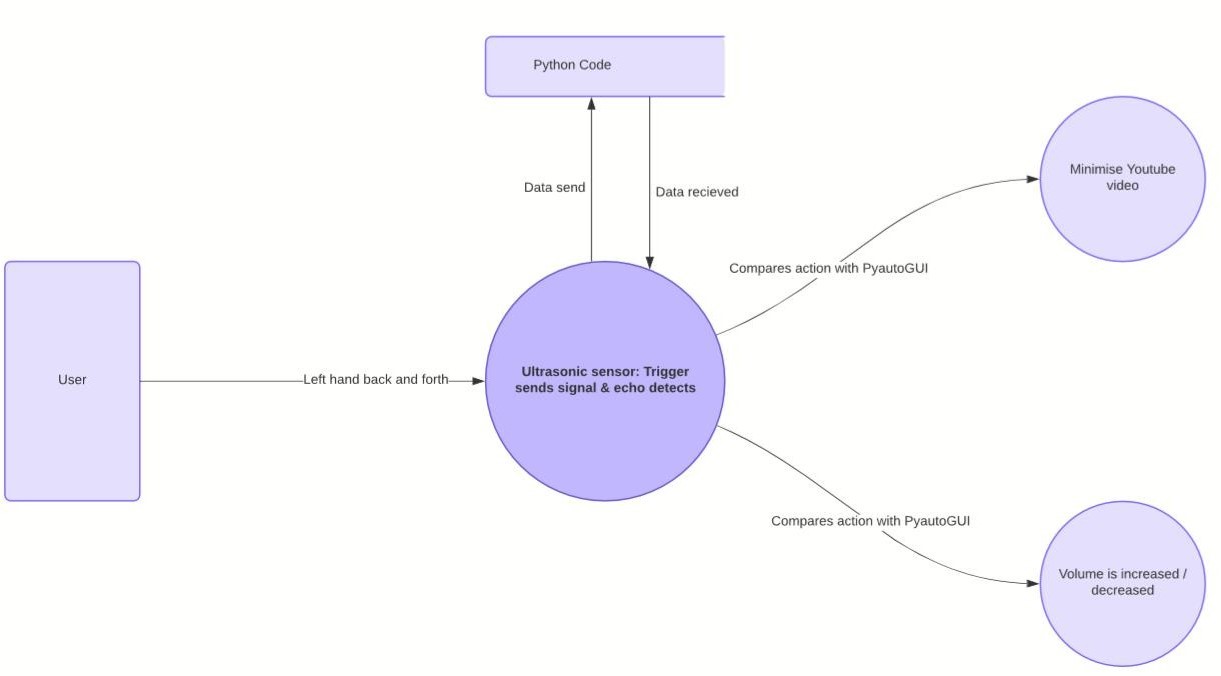 Python Code
Data send
Data recieved
Minimise Youtube
video
Compares action with PyautoGUI
User
Left hand back and forth
Ultrasonic sensor: Trigger
sends signal & echo detects
Compares action with PyautoGUI
Volume is increased /
decreased